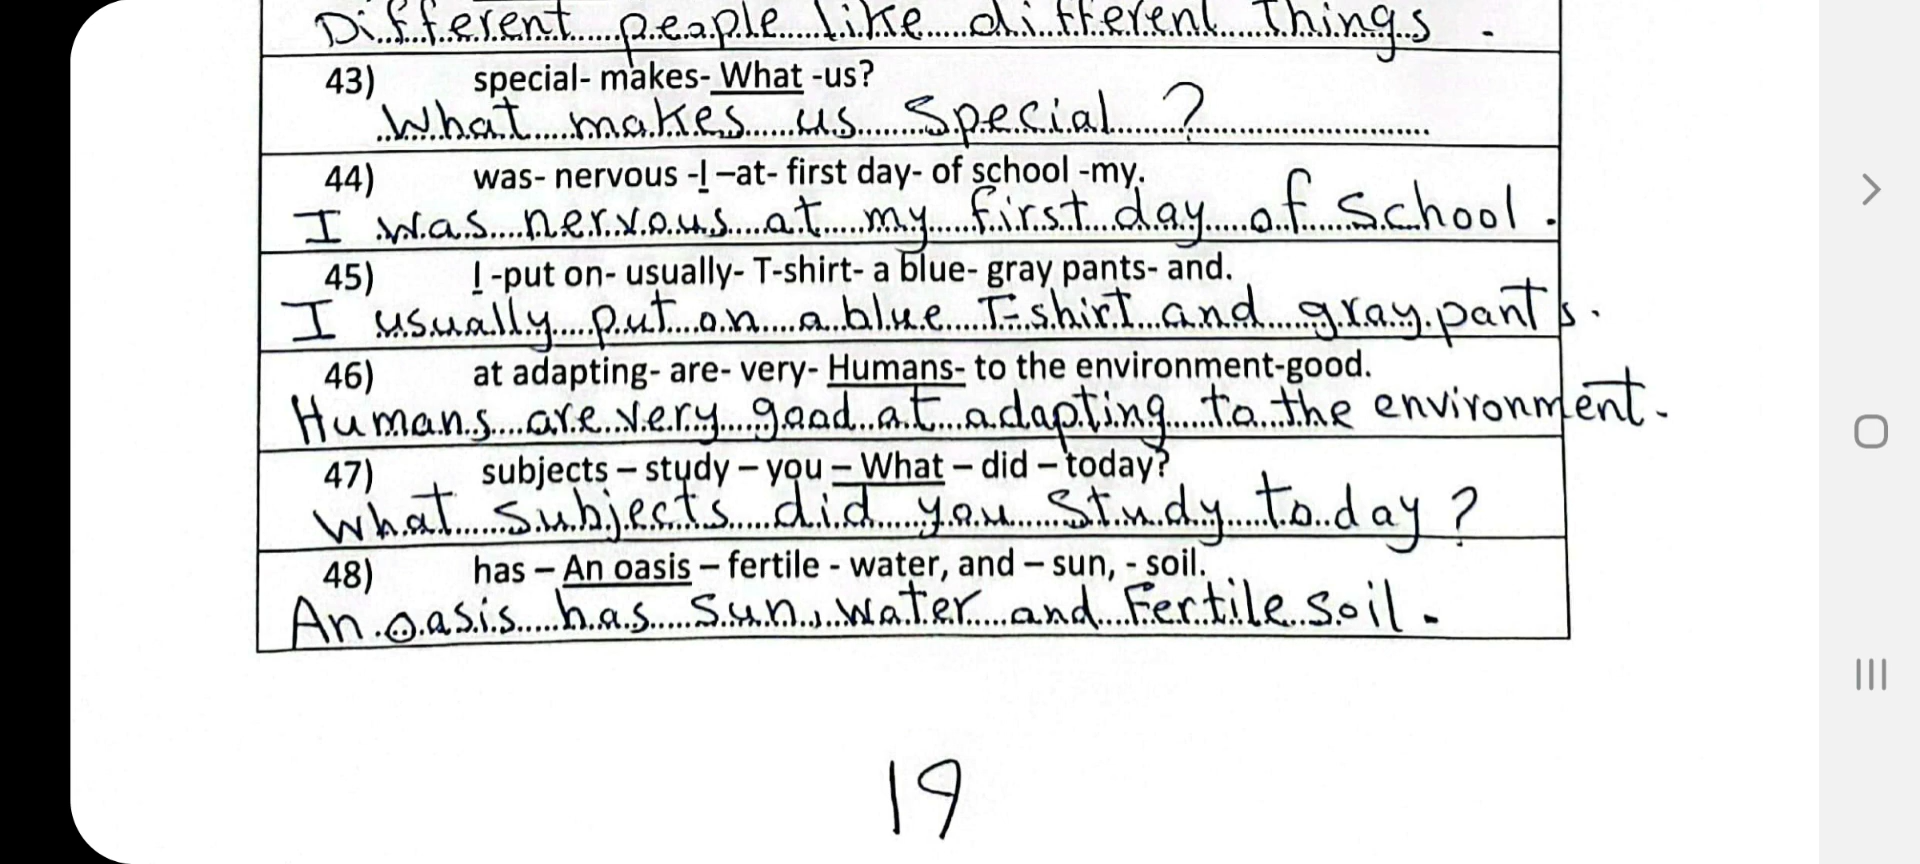 Different people like different things .
43) special- makes- What -us?
What makes us special ?
44) was- nervous -I –at- first day- of school -my.
I was nervous at my first day of school .
45) I -put on- usually- T-shirt- a blue- gray pants- and.
I usually put on a blue T-shirt and gray pants .
46) at adapting- are- very- Humans- to the environment-good.
Humans are very good at adapting to the environment .
47) subjects – study – you – What – did – today?
What subjects did you study today ?
48) has – An oasis – fertile - water, and – sun, - soil.
An oasis has sun, water and fertile soil .
19